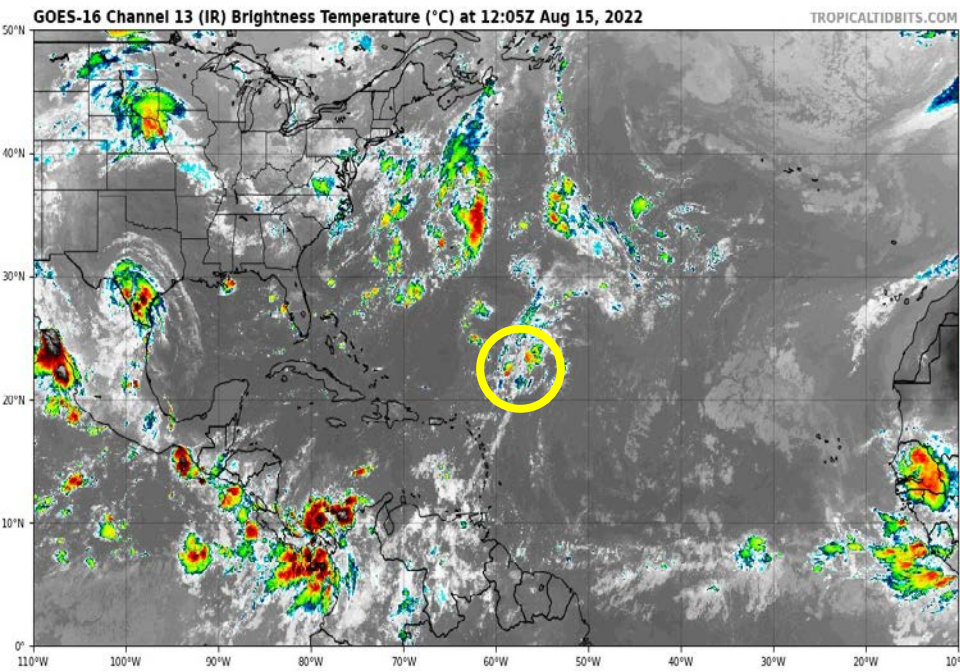 GOES-16 Channel 13 (IR) Brightness Temperature (°C) at 12:05Z Aug 15, 2022
TROPICALTIDBITS.COM
50°N
40°N
30°N
20°N
10°N
0°
110°W 100°W 90°W 80°W 70°W 60°W 50°W 40°W 30°W 20°W 10°